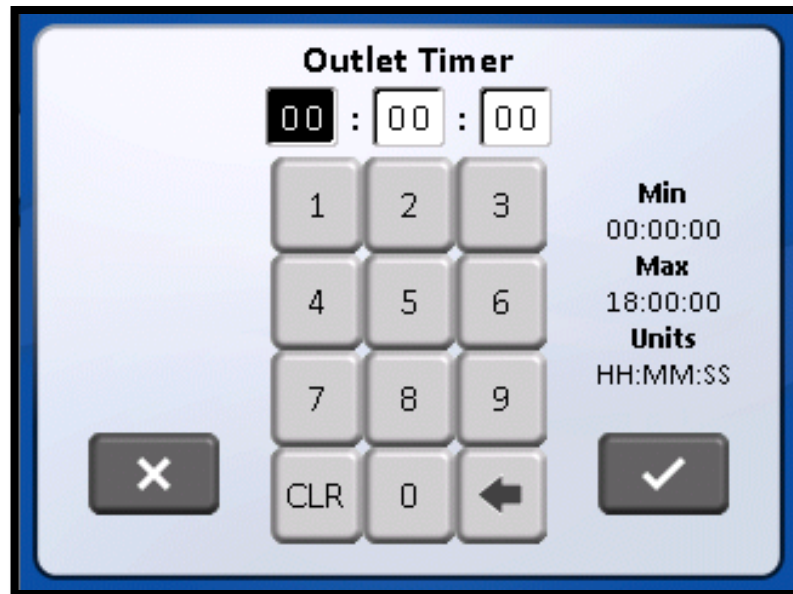 Outlet Timer
00 : 00 : 00
1 2 3
4 5 6
7 8 9
CLR 0
Min
00:00:00
Max
18:00:00
Units
HH:MM:SS